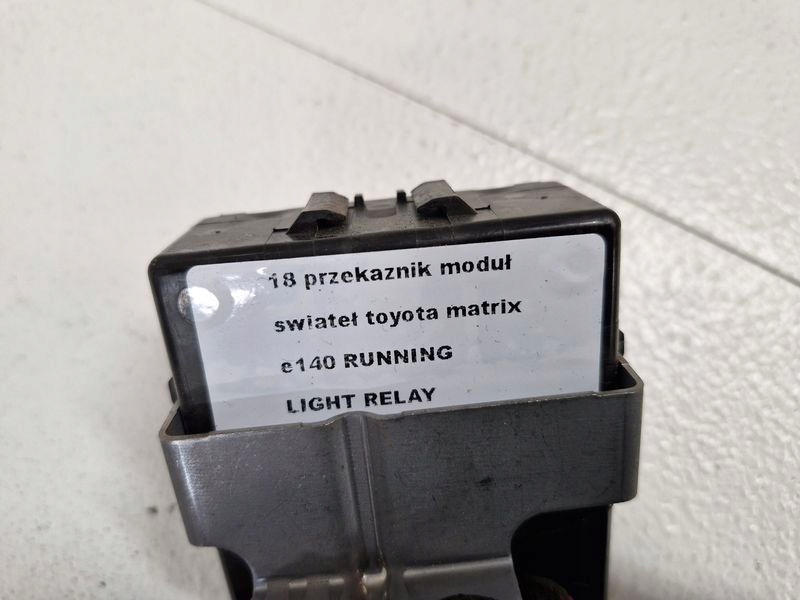 18 przekaznik moduł
swiateł toyota matrix
e140 RUNNING
LIGHT RELAY